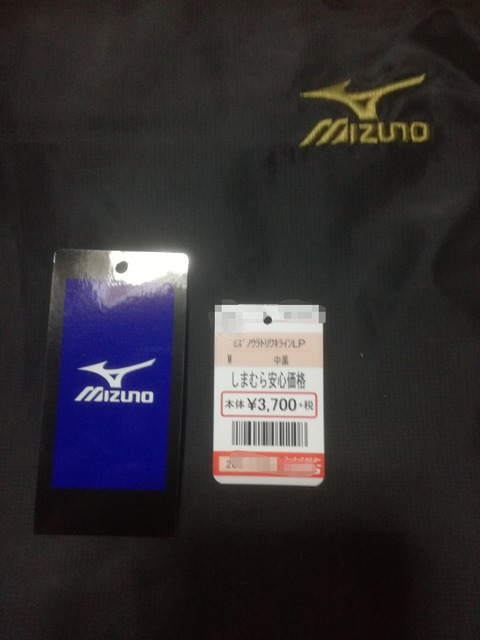 MIZUNO
MIZUNO
ﾐｽﾞﾉｳﾗﾄﾘﾜｷﾗｲﾝLP
M 中黒
しまむら安心価格
本体¥3,700+税